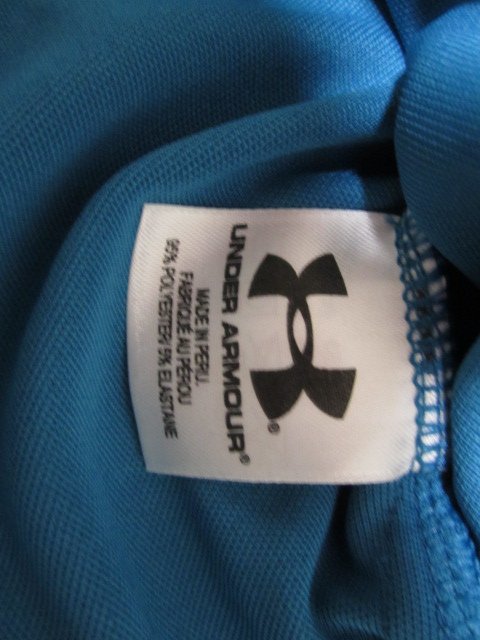 ®
UNDER ARMOUR®
MADE IN PERU.
FABRIQUÉ AU PÉROU
95% POLYESTER/ 5% ELASTANE